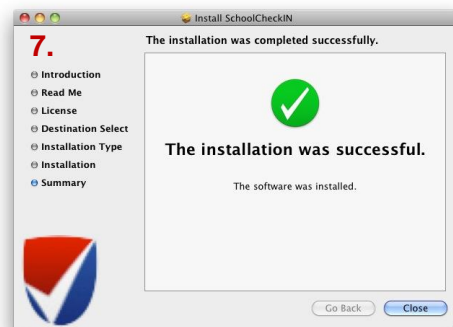 Install SchoolCheckIN
7.
The installation was completed successfully.
Introduction
Read Me
License
Destination Select
Installation Type
Installation
Summary
The installation was successful.
The software was installed.
Go Back
Close